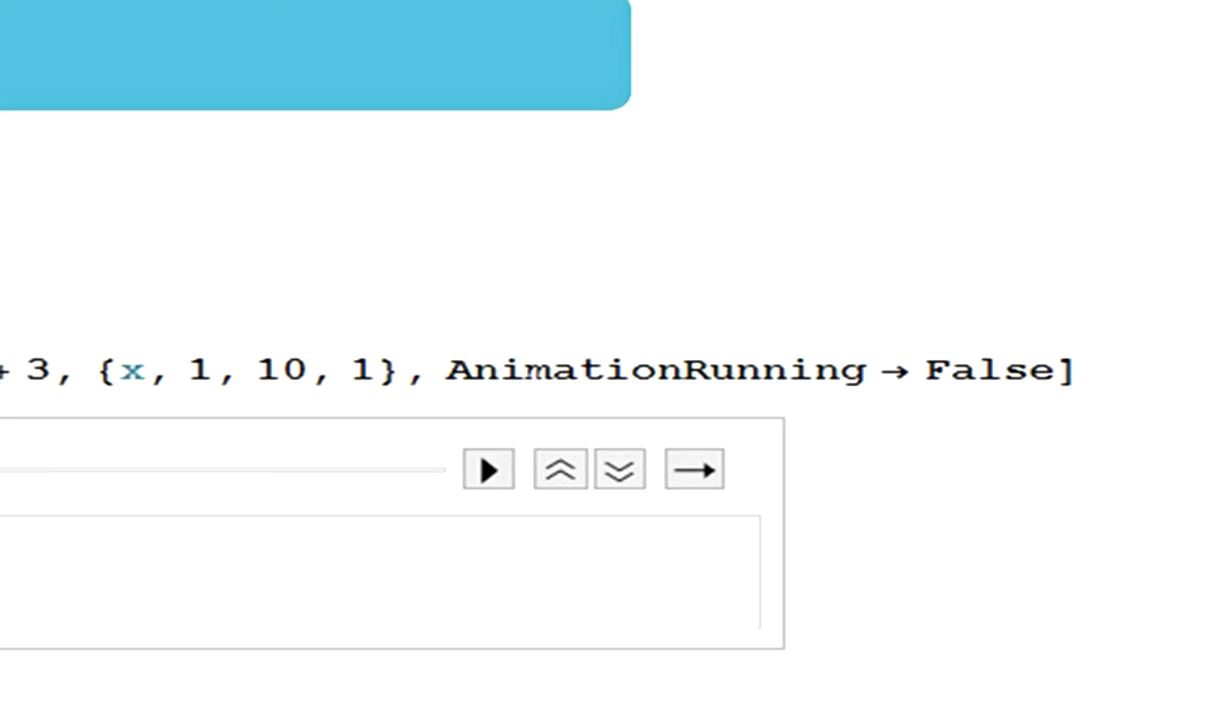 + 3, {x, 1, 10, 1}, AnimationRunning → False]